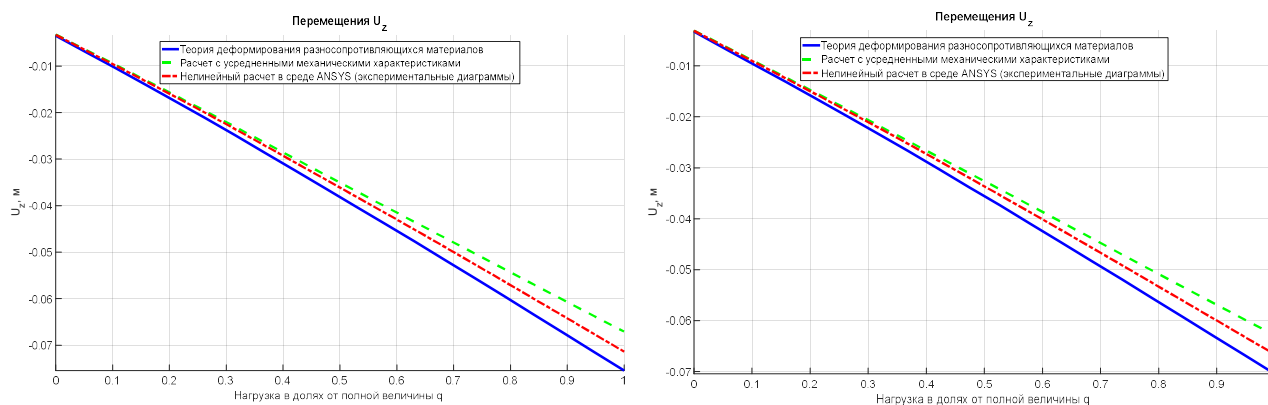 Перемещения U_z
Теория деформирования разносопротивляющихся материалов
Расчет с усредненными механическими характеристиками
Нелинейный расчет в среде ANSYS (экспериментальные диаграммы)
-0.01
-0.02
-0.03
-0.04
-0.05
-0.06
-0.07
U_z, м
0 0.1 0.2 0.3 0.4 0.5 0.6 0.7 0.8 0.9 1
Нагрузка в долях от полной величины q
Перемещения U_z
Теория деформирования разносопротивляющихся материалов
Расчет с усредненными механическими характеристиками
Нелинейный расчет в среде ANSYS (экспериментальные диаграммы)
-0.01
-0.02
-0.03
-0.04
-0.05
-0.06
-0.07
U_z, м
0 0.1 0.2 0.3 0.4 0.5 0.6 0.7 0.8 0.9
Нагрузка в долях от полной величины q